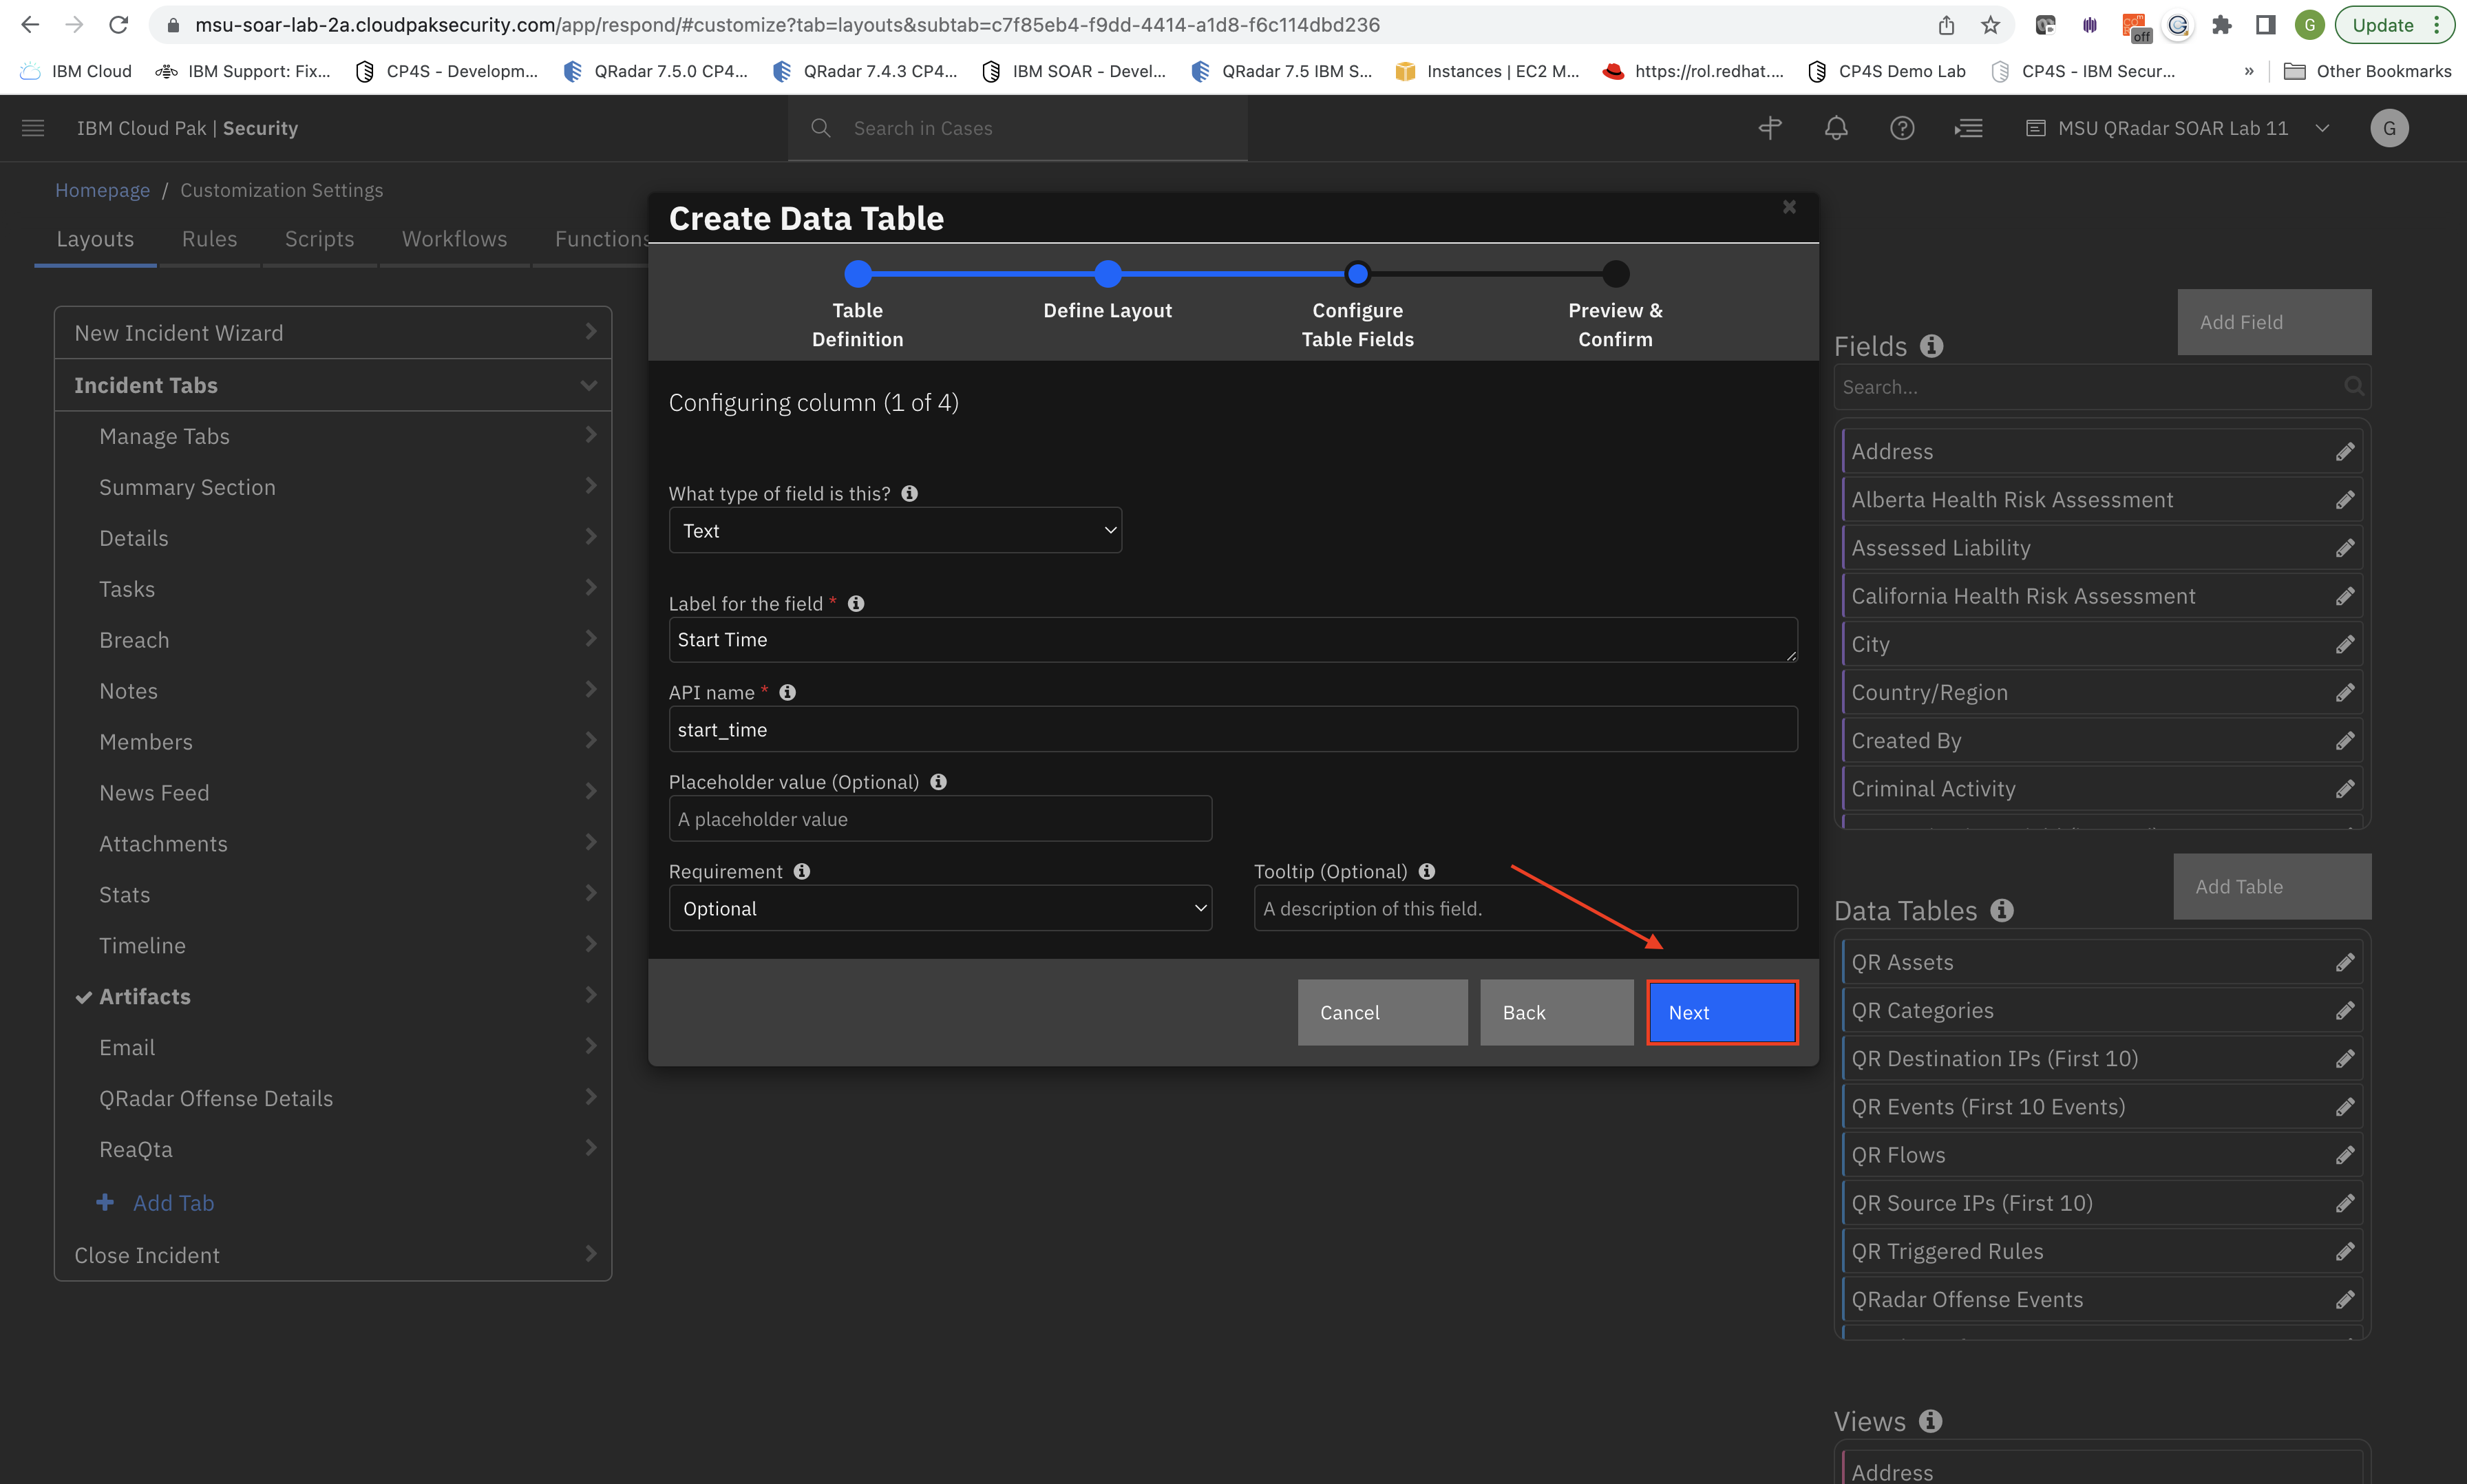 msu-soar-lab-2a.cloudpaksecurity.com/app/respond/#customize?tab=layouts&subtab=c7f85eb4-f9dd-4414-a1d8-f6c114dbd236
off
G
Update
IBM Cloud
IBM Support: Fix...
CP4S - Developm...
QRadar 7.5.0 CP4...
QRadar 7.4.3 CP4...
IBM SOAR - Devel...
QRadar 7.5 IBM S...
Instances | EC2 M...
https://rol.redhat....
CP4S Demo Lab
CP4S - IBM Secur...
»
Other Bookmarks
IBM Cloud Pak | Security
Search in Cases
MSU QRadar SOAR Lab 11
G
Homepage / Customization Settings
Layouts
Rules
Scripts
Workflows
Functions
New Incident Wizard
Incident Tabs
Manage Tabs
Summary Section
Details
Tasks
Breach
Notes
Members
News Feed
Attachments
Stats
Timeline
Artifacts
Email
QRadar Offense Details
ReaQta
Add Tab
Close Incident
Create Data Table
Table
Definition
Define Layout
Configure
Table Fields
Preview &
Confirm
Configuring column (1 of 4)
What type of field is this?
Text
Label for the field *
Start Time
API name *
start_time
Placeholder value (Optional)
A placeholder value
Requirement
Optional
Tooltip (Optional)
A description of this field.
Cancel
Back
Next
Add Field
Fields
Search...
Address
Alberta Health Risk Assessment
Assessed Liability
California Health Risk Assessment
City
Country/Region
Created By
Criminal Activity
Add Table
Data Tables
QR Assets
QR Categories
QR Destination IPs (First 10)
QR Events (First 10 Events)
QR Flows
QR Source IPs (First 10)
QR Triggered Rules
QRadar Offense Events
Views
Address